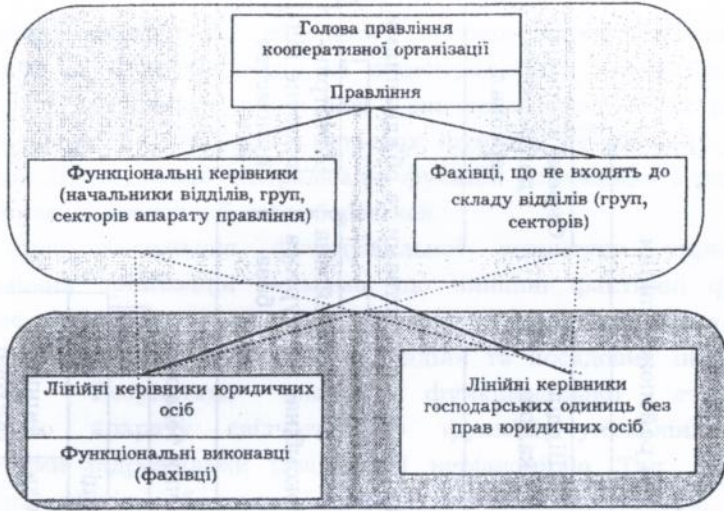 Голова правління
кооперативної організації
Правління
Функціональні керівники
(начальники відділів, груп,
секторів апарату правління)
Фахівці, що не входять до
складу відділів (груп,
секторів)
Лінійні керівники юридичних
осіб
Функціональні виконавці
(фахівці)
Лінійні керівники
господарських одиниць без
прав юридичних осіб